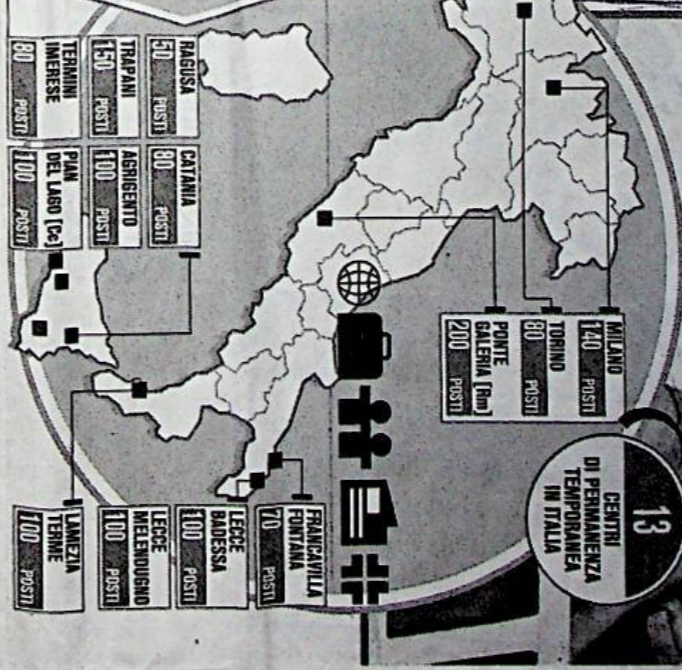 13
CENTRI
DI PERMANENZA
TEMPORANEA
IN ITALIA
MILANO
140 POSTI
TORINO
80 POSTI
PONTE
GALERIA [Rm]
200 POSTI
FRANCAVILLA
FONTANA
70 POSTI
LECCE
BADESSA
100 POSTI
LECCE
MELENDUGNO
100 POSTI
LAMEZIA
TERME
100 POSTI
RAGUSA
50 POSTI
CATANIA
80 POSTI
TRAPANI
150 POSTI
AGRIGENTO
100 POSTI
TERMINI
IMERESE
80 POSTI
PIAN
DEL LAGO [Cc]
100 POSTI